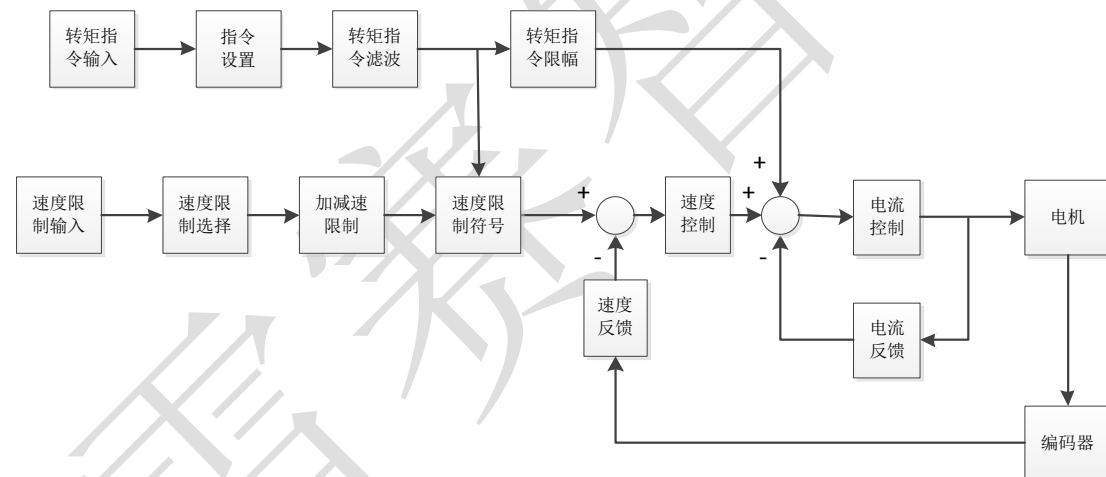 转矩指
令输入
指令
设置
转矩指
令滤波
转矩指
令限幅
+
速度限
制输入
速度限
制选择
加减速
限制
速度限
制符号
+
速度
控制
+
电流
控制
电机
-
-
速度
反馈
电流
反馈
编码器
雷赛智